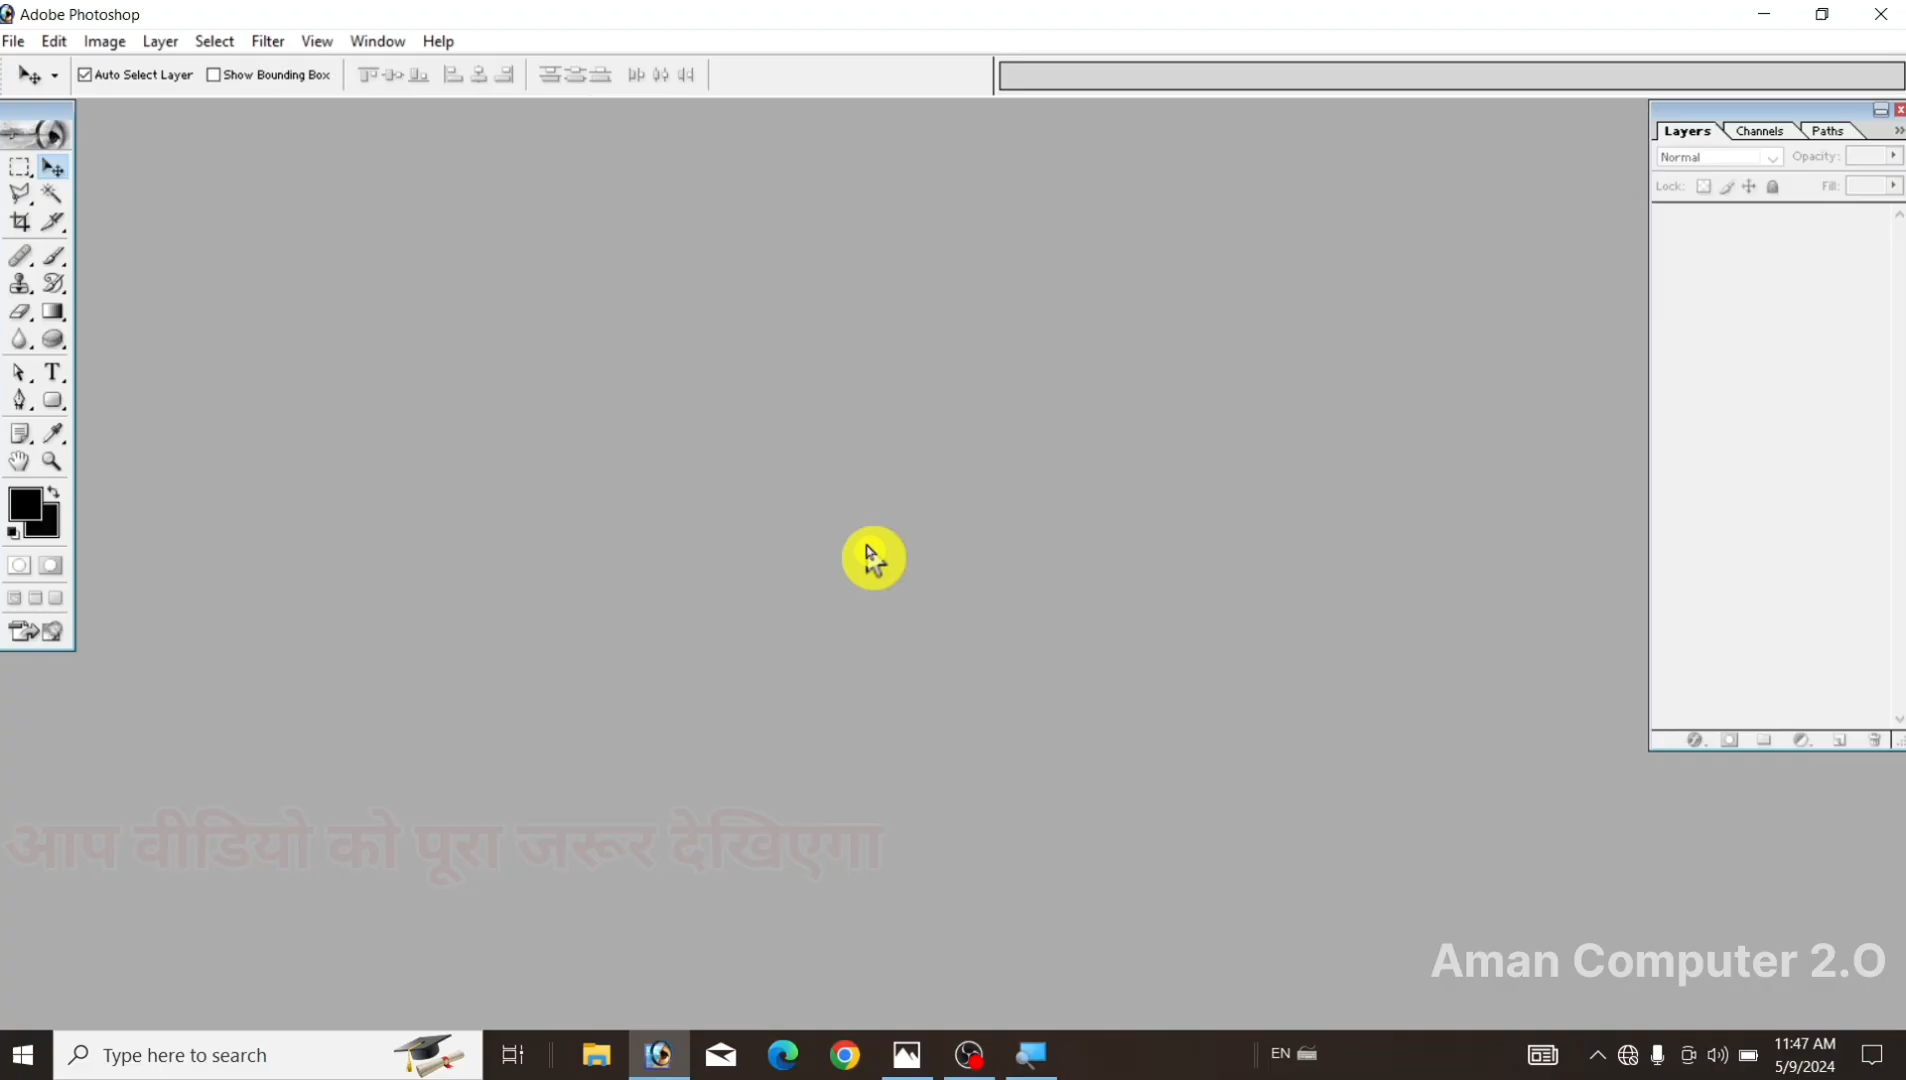 Adobe Photoshop
File Edit Image Layer Select Filter View Window Help
Auto Select Layer Show Bounding Box
Layers Channels Paths
Normal Opacity:
Lock: Fill:
T
आप वीडियो को पूरा जरूर देखिएगा
Aman Computer 2.O
Type here to search
EN
11:47 AM
5/9/2024